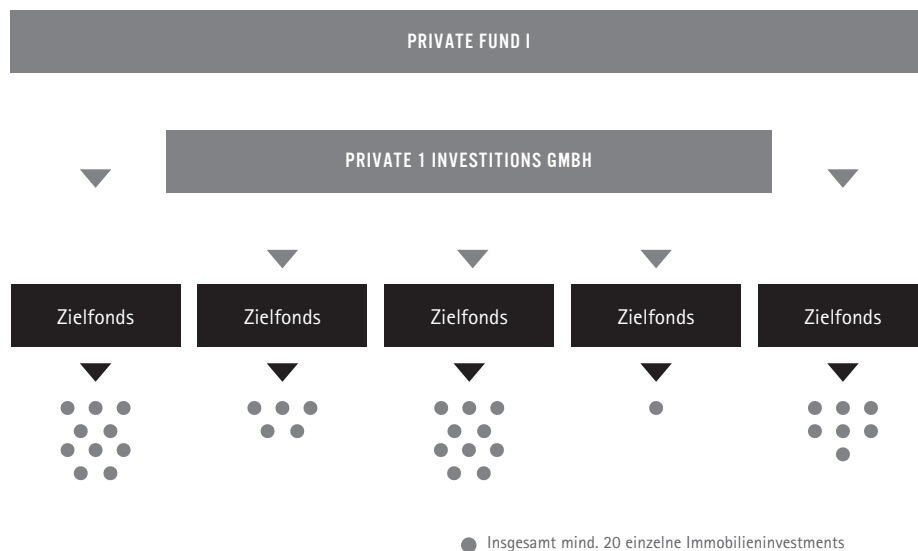 PRIVATE FUND I
PRIVATE 1 INVESTITIONS GMBH
Zielfonds
Zielfonds
Zielfonds
Zielfonds
Zielfonds
Insgesamt mind. 20 einzelne Immobilieninvestments